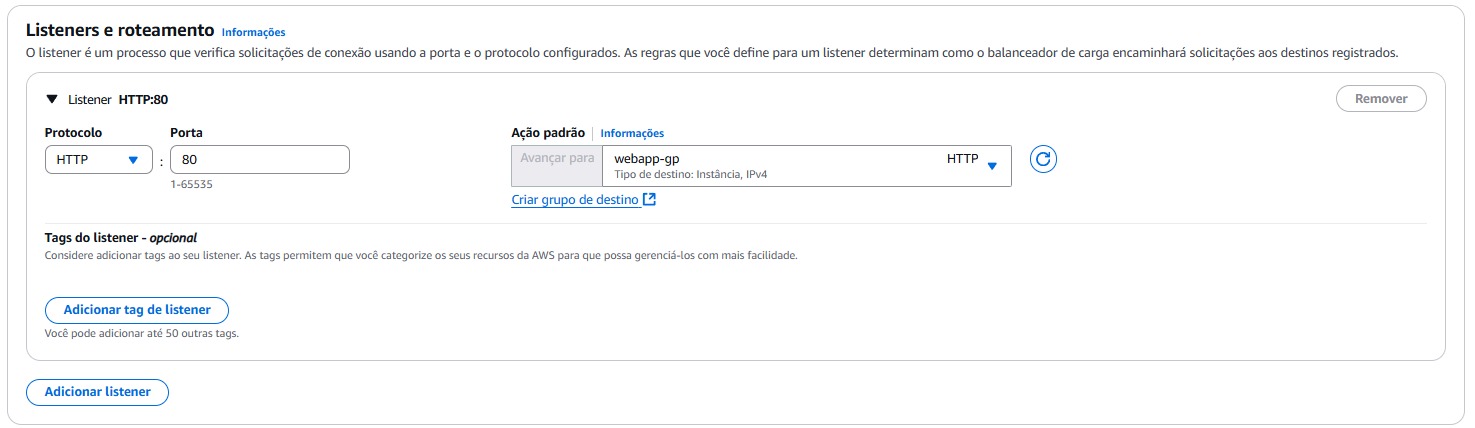 Listeners e roteamento Informações
O listener é um processo que verifica solicitações de conexão usando a porta e o protocolo configurados. As regras que você define para um listener determinam como o balanceador de carga encaminhará solicitações aos destinos registrados.
Listener HTTP:80
Remover
Protocolo
Porta
Ação padrão
Informações
HTTP
:
80
Avançar para
webapp-gp
HTTP
Tipo de destino: Instância, IPv4
1-65535
Criar grupo de destino
Tags do listener - opcional
Considere adicionar tags ao seu listener. As tags permitem que você categorize os seus recursos da AWS para que possa gerenciá-los com mais facilidade.
Adicionar tag de listener
Você pode adicionar até 50 outras tags.
Adicionar listener